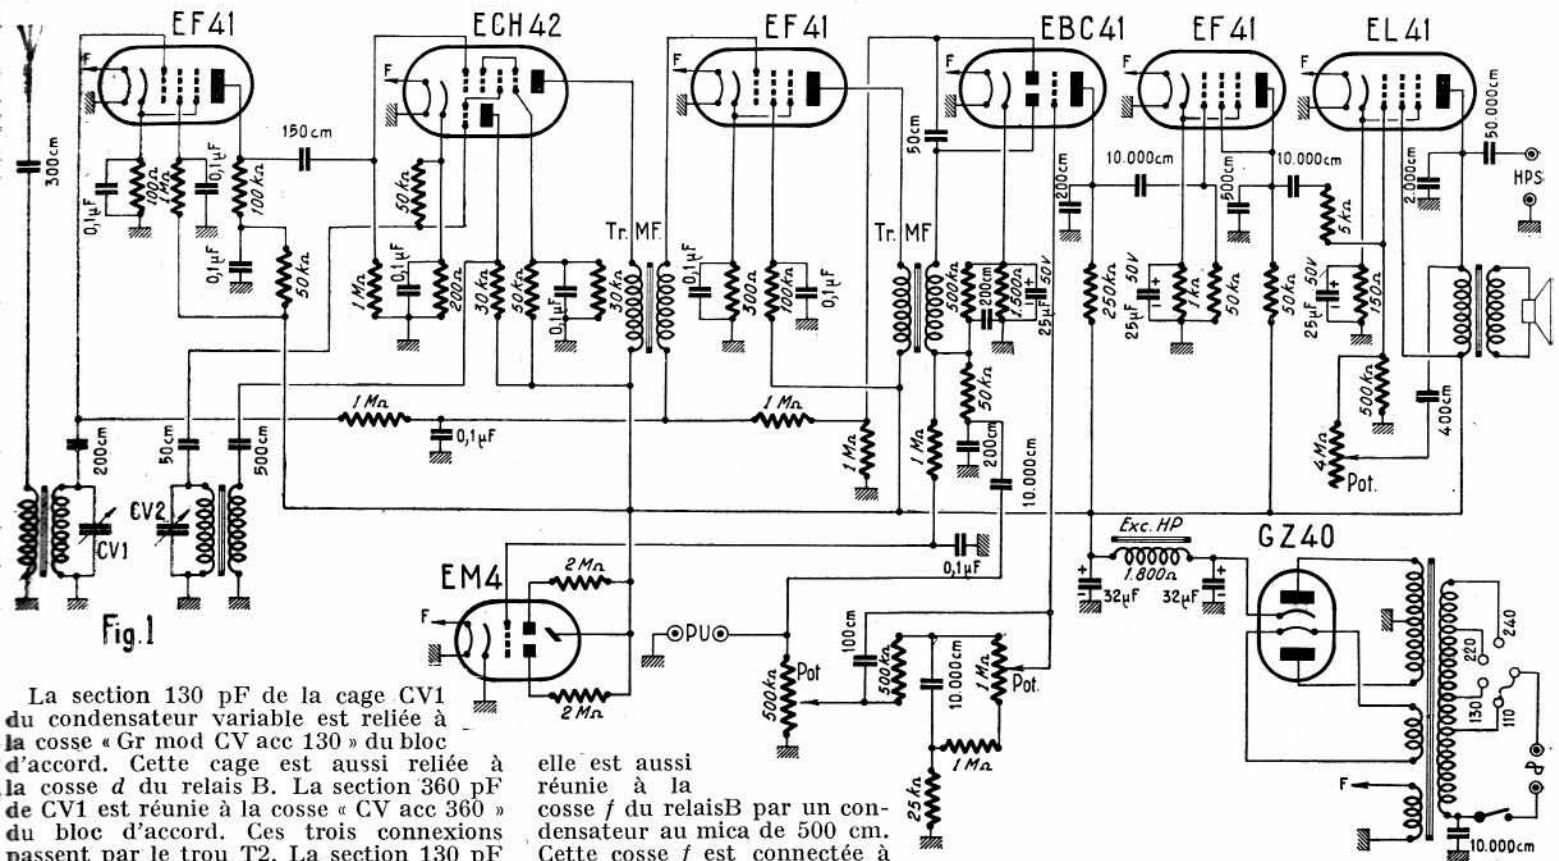 EF41
ECH42
EF41
EBC41
EF41
EL41
F
F
F
F
F
F
300cm
0,1µF
100Ω
1MΩ
0,1µF
100kΩ
150cm
0,1µF
50kΩ
50kΩ
1MΩ
0,1µF
200Ω
30kΩ
50kΩ
0,1µF
30kΩ
Tr. MF.
0,1µF
300Ω
100kΩ
0,1µF
Tr. MF
50cm
500kΩ
200cm
1.500Ω
50V
25µF
200cm
10.000cm
250kΩ
50V
25µF
1kΩ
50kΩ
500cm
10.000cm
50kΩ
5kΩ
50V
25µF
150Ω
2.000cm
50.000cm
HPS
500kΩ
400cm
4MΩ
Pot.
1MΩ
0,1µF
1MΩ
1MΩ
1MΩ
50kΩ
200cm
10.000cm
200cm
50cm
500cm
CV1
CV2
Fig.1
EM4
F
2MΩ
2MΩ
0,1µF
PU
500kΩ
Pot
100cm
500kΩ
10.000cm
1MΩ
Pot.
1MΩ
25kΩ
Exc. HP
1.800Ω
32µF
32µF
GZ40
F
240
220
130
110
P
10.000cm
La section 130 pF de la cage CV1
du condensateur variable est reliée à
la cosse « Gr mod CV acc 130 » du bloc
d'accord. Cette cage est aussi reliée à
la cosse d du relais B. La section 360 pF
de CV1 est réunie à la cosse « CV acc 360 »
du bloc d'accord. Ces trois connexions
passent par le trou T2. La section 130 pF
elle est aussi
réunie à la
cosse f du relaisB par un con-
densateur au mica de 500 cm.
Cette cosse f est connectée à